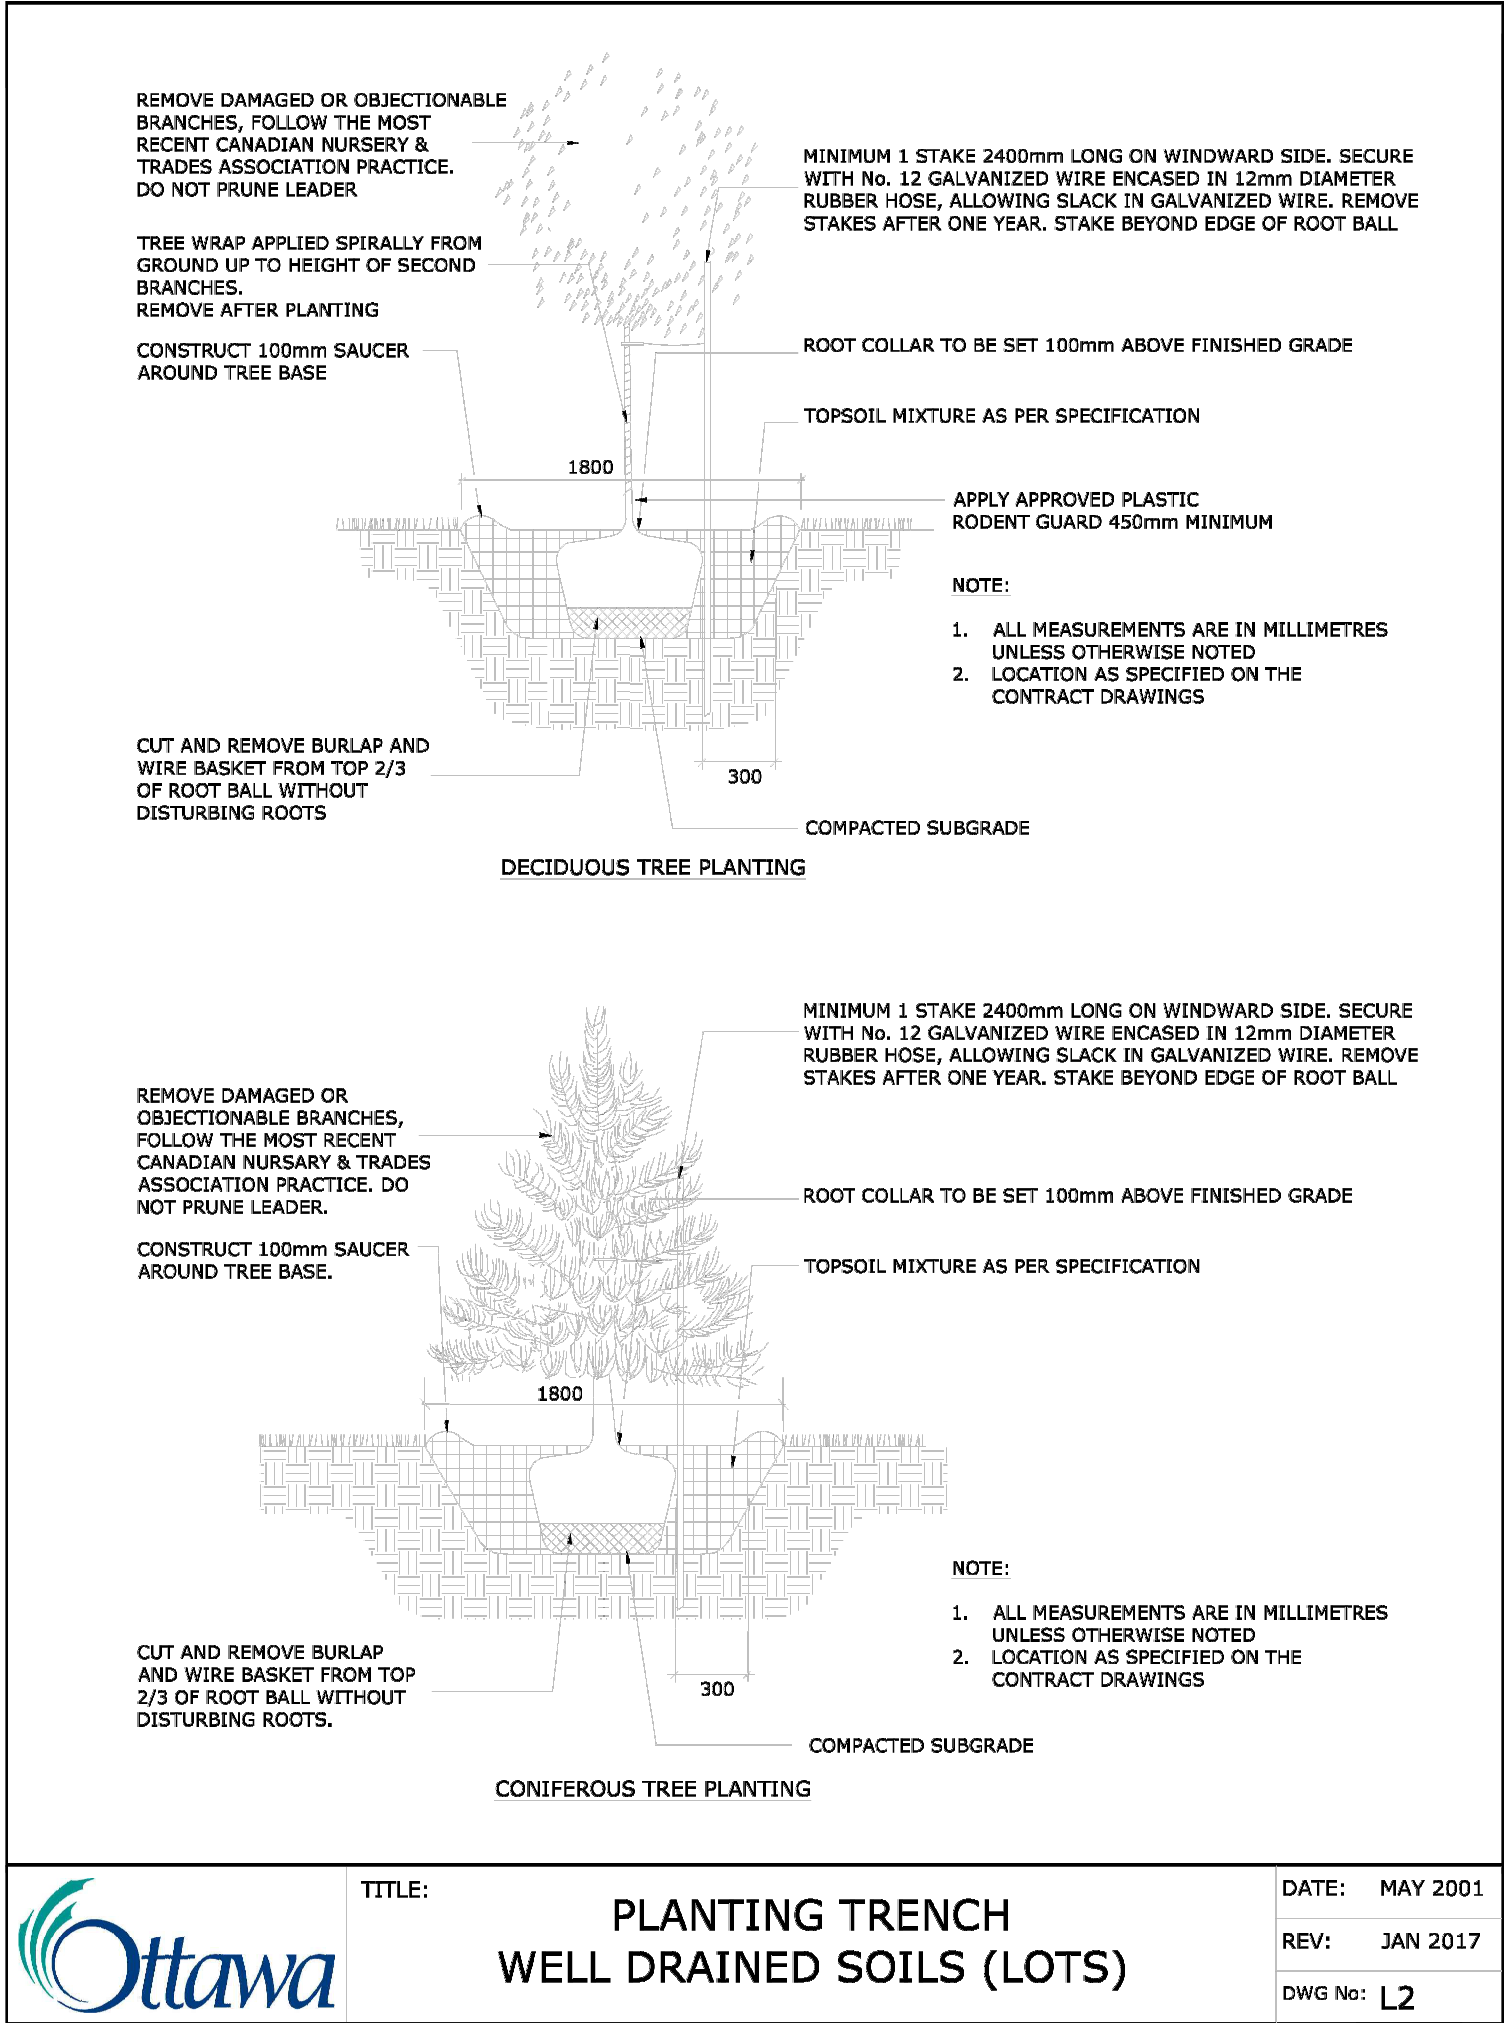 REMOVE DAMAGED OR OBJECTIONABLE
BRANCHES, FOLLOW THE MOST
RECENT CANADIAN NURSERY &
TRADES ASSOCIATION PRACTICE.
DO NOT PRUNE LEADER
TREE WRAP APPLIED SPIRALLY FROM
GROUND UP TO HEIGHT OF SECOND
BRANCHES.
REMOVE AFTER PLANTING
CONSTRUCT 100mm SAUCER
AROUND TREE BASE
MINIMUM 1 STAKE 2400mm LONG ON WINDWARD SIDE. SECURE
WITH No. 12 GALVANIZED WIRE ENCASED IN 12mm DIAMETER
RUBBER HOSE, ALLOWING SLACK IN GALVANIZED WIRE. REMOVE
STAKES AFTER ONE YEAR. STAKE BEYOND EDGE OF ROOT BALL
ROOT COLLAR TO BE SET 100mm ABOVE FINISHED GRADE
TOPSOIL MIXTURE AS PER SPECIFICATION
1800
APPLY APPROVED PLASTIC
RODENT GUARD 450mm MINIMUM
NOTE:
1. ALL MEASUREMENTS ARE IN MILLIMETRES
UNLESS OTHERWISE NOTED
2. LOCATION AS SPECIFIED ON THE
CONTRACT DRAWINGS
CUT AND REMOVE BURLAP AND
WIRE BASKET FROM TOP 2/3
OF ROOT BALL WITHOUT
DISTURBING ROOTS
300
COMPACTED SUBGRADE
DECIDUOUS TREE PLANTING
MINIMUM 1 STAKE 2400mm LONG ON WINDWARD SIDE. SECURE
WITH No. 12 GALVANIZED WIRE ENCASED IN 12mm DIAMETER
RUBBER HOSE, ALLOWING SLACK IN GALVANIZED WIRE. REMOVE
STAKES AFTER ONE YEAR. STAKE BEYOND EDGE OF ROOT BALL
REMOVE DAMAGED OR
OBJECTIONABLE BRANCHES,
FOLLOW THE MOST RECENT
CANADIAN NURSARY & TRADES
ASSOCIATION PRACTICE. DO
NOT PRUNE LEADER.
ROOT COLLAR TO BE SET 100mm ABOVE FINISHED GRADE
CONSTRUCT 100mm SAUCER
AROUND TREE BASE.
TOPSOIL MIXTURE AS PER SPECIFICATION
1800
NOTE:
1. ALL MEASUREMENTS ARE IN MILLIMETRES
UNLESS OTHERWISE NOTED
2. LOCATION AS SPECIFIED ON THE
CONTRACT DRAWINGS
CUT AND REMOVE BURLAP
AND WIRE BASKET FROM TOP
2/3 OF ROOT BALL WITHOUT
DISTURBING ROOTS.
300
COMPACTED SUBGRADE
CONIFEROUS TREE PLANTING
Ottawa
TITLE:
PLANTING TRENCH
WELL DRAINED SOILS (LOTS)
DATE: MAY 2001
REV: JAN 2017
DWG No: L2